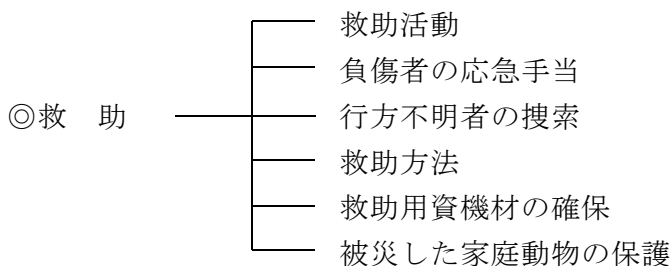 救助活動
負傷者の応急手当
◎救　助　行方不明者の捜索
救助方法
救助用資機材の確保
被災した家庭動物の保護